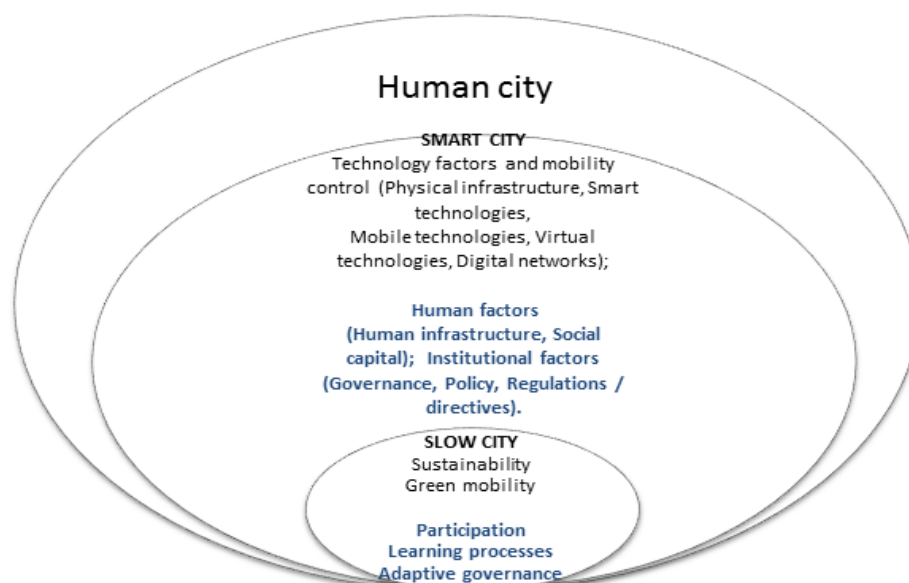 Human city
SMART CITY
Technology factors and mobility
control (Physical infrastructure, Smart
technologies,
Mobile technologies, Virtual
technologies, Digital networks);
Human factors
(Human infrastructure, Social
capital); Institutional factors
(Governance, Policy, Regulations /
directives).
SLOW CITY
Sustainability
Green mobility
Participation
Learning processes
Adaptive governance